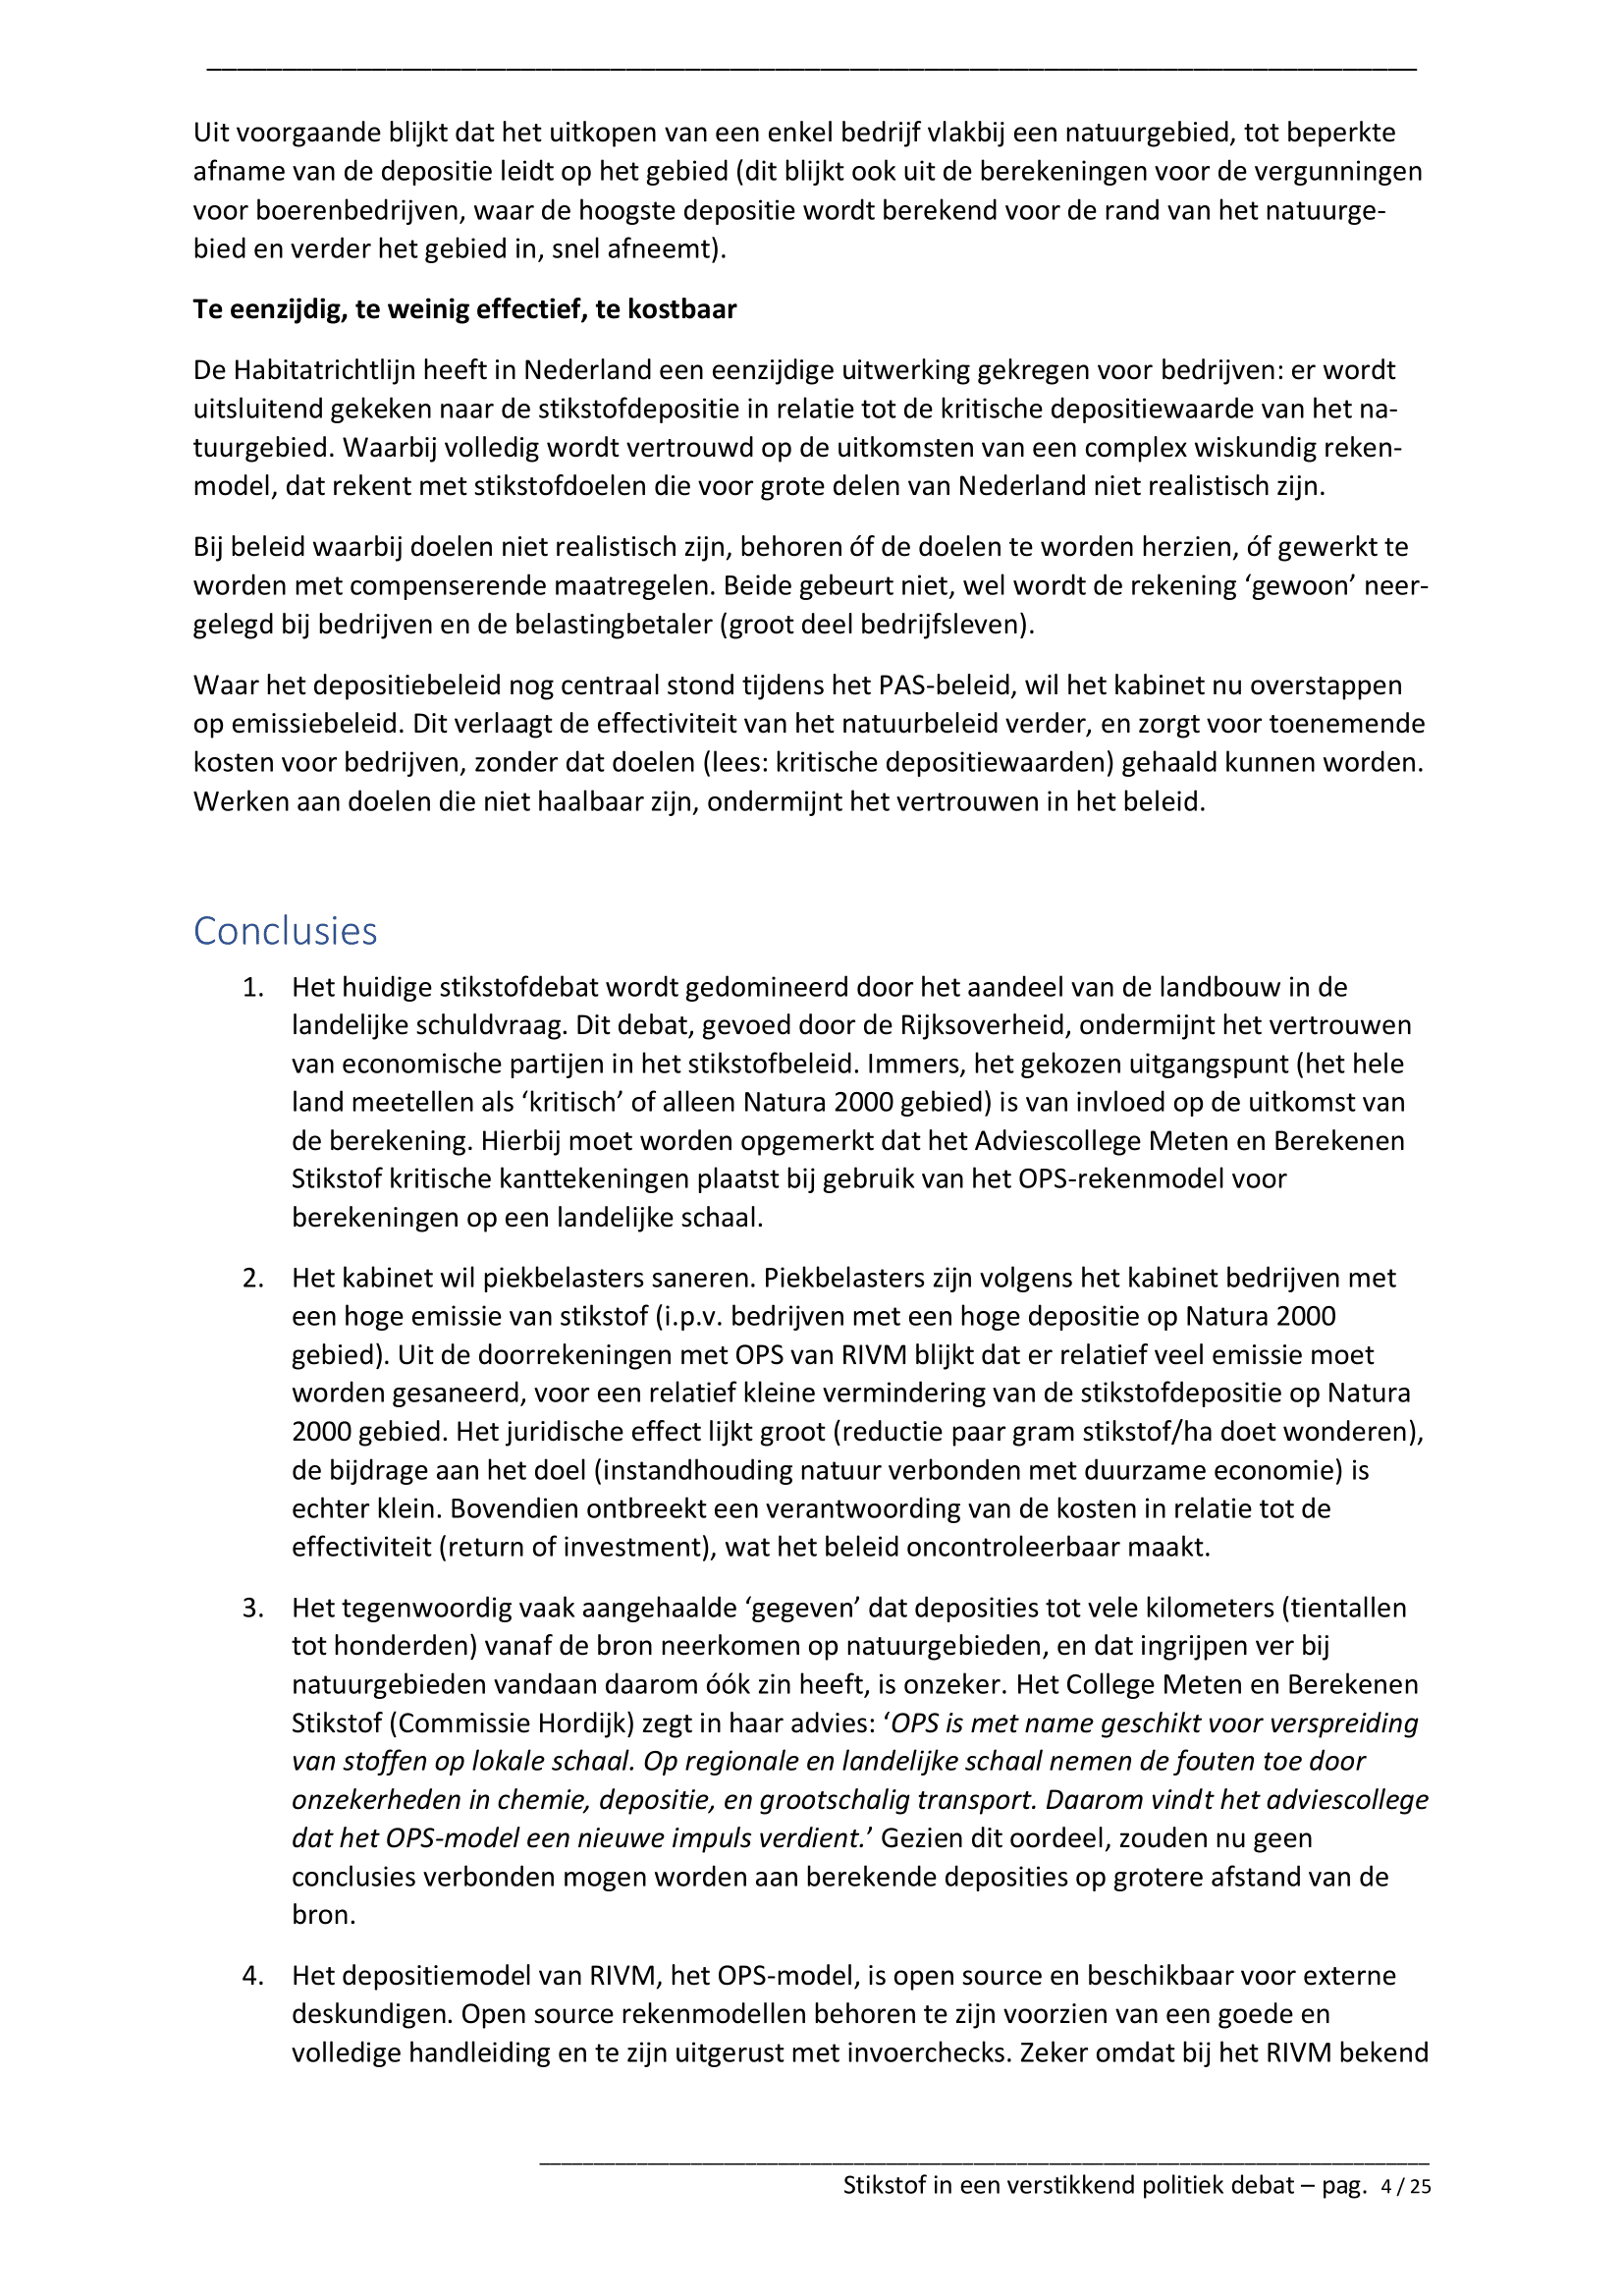 Uit voorgaande blijkt dat het uitkopen van een enkel bedrijf vlakbij een natuurgebied, tot beperkte
afname van de depositie leidt op het gebied (dit blijkt ook uit de berekeningen voor de vergunningen
voor boerenbedrijven, waar de hoogste depositie wordt berekend voor de rand van het natuurge-
bied en verder het gebied in, snel afneemt).
Te eenzijdig, te weinig effectief, te kostbaar
De Habitatrichtlijn heeft in Nederland een eenzijdige uitwerking gekregen voor bedrijven: er wordt
uitsluitend gekeken naar de stikstofdepositie in relatie tot de kritische depositiewaarde van het na-
tuurgebied. Waarbij volledig wordt vertrouwd op de uitkomsten van een complex wiskundig reken-
model, dat rekent met stikstofdoelen die voor grote delen van Nederland niet realistisch zijn.
Bij beleid waarbij doelen niet realistisch zijn, behoren óf de doelen te worden herzien, óf gewerkt te
worden met compenserende maatregelen. Beide gebeurt niet, wel wordt de rekening ‘gewoon’ neer-
gelegd bij bedrijven en de belastingbetaler (groot deel bedrijfsleven).
Waar het depositiebeleid nog centraal stond tijdens het PAS-beleid, wil het kabinet nu overstappen
op emissiebeleid. Dit verlaagt de effectiviteit van het natuurbeleid verder, en zorgt voor toenemende
kosten voor bedrijven, zonder dat doelen (lees: kritische depositiewaarden) gehaald kunnen worden.
Werken aan doelen die niet haalbaar zijn, ondermijnt het vertrouwen in het beleid.
Conclusies
1. Het huidige stikstofdebat wordt gedomineerd door het aandeel van de landbouw in de
landelijke schuldvraag. Dit debat, gevoed door de Rijksoverheid, ondermijnt het vertrouwen
van economische partijen in het stikstofbeleid. Immers, het gekozen uitgangspunt (het hele
land meetellen als ‘kritisch’ of alleen Natura 2000 gebied) is van invloed op de uitkomst van
de berekening. Hierbij moet worden opgemerkt dat het Adviescollege Meten en Berekenen
Stikstof kritische kanttekeningen plaatst bij gebruik van het OPS-rekenmodel voor
berekeningen op een landelijke schaal.
2. Het kabinet wil piekbelasters saneren. Piekbelasters zijn volgens het kabinet bedrijven met
een hoge emissie van stikstof (i.p.v. bedrijven met een hoge depositie op Natura 2000
gebied). Uit de doorrekeningen met OPS van RIVM blijkt dat er relatief veel emissie moet
worden gesaneerd, voor een relatief kleine vermindering van de stikstofdepositie op Natura
2000 gebied. Het juridische effect lijkt groot (reductie paar gram stikstof/ha doet wonderen),
de bijdrage aan het doel (instandhouding natuur verbonden met duurzame economie) is
echter klein. Bovendien ontbreekt een verantwoording van de kosten in relatie tot de
effectiviteit (return of investment), wat het beleid oncontroleerbaar maakt.
3. Het tegenwoordig vaak aangehaalde ‘gegeven’ dat deposities tot vele kilometers (tientallen
tot honderden) vanaf de bron neerkomen op natuurgebieden, en dat ingrijpen ver bij
natuurgebieden vandaan daarom óók zin heeft, is onzeker. Het College Meten en Berekenen
Stikstof (Commissie Hordijk) zegt in haar advies: ‘OPS is met name geschikt voor verspreiding
van stoffen op lokale schaal. Op regionale en landelijke schaal nemen de fouten toe door
onzekerheden in chemie, depositie, en grootschalig transport. Daarom vindt het adviescollege
dat het OPS-model een nieuwe impuls verdient.’ Gezien dit oordeel, zouden nu geen
conclusies verbonden mogen worden aan berekende deposities op grotere afstand van de
bron.
4. Het depositiemodel van RIVM, het OPS-model, is open source en beschikbaar voor externe
deskundigen. Open source rekenmodellen behoren te zijn voorzien van een goede en
volledige handleiding en te zijn uitgerust met invoerchecks. Zeker omdat bij het RIVM bekend
Stikstof in een verstikkend politiek debat – pag. 4 / 25